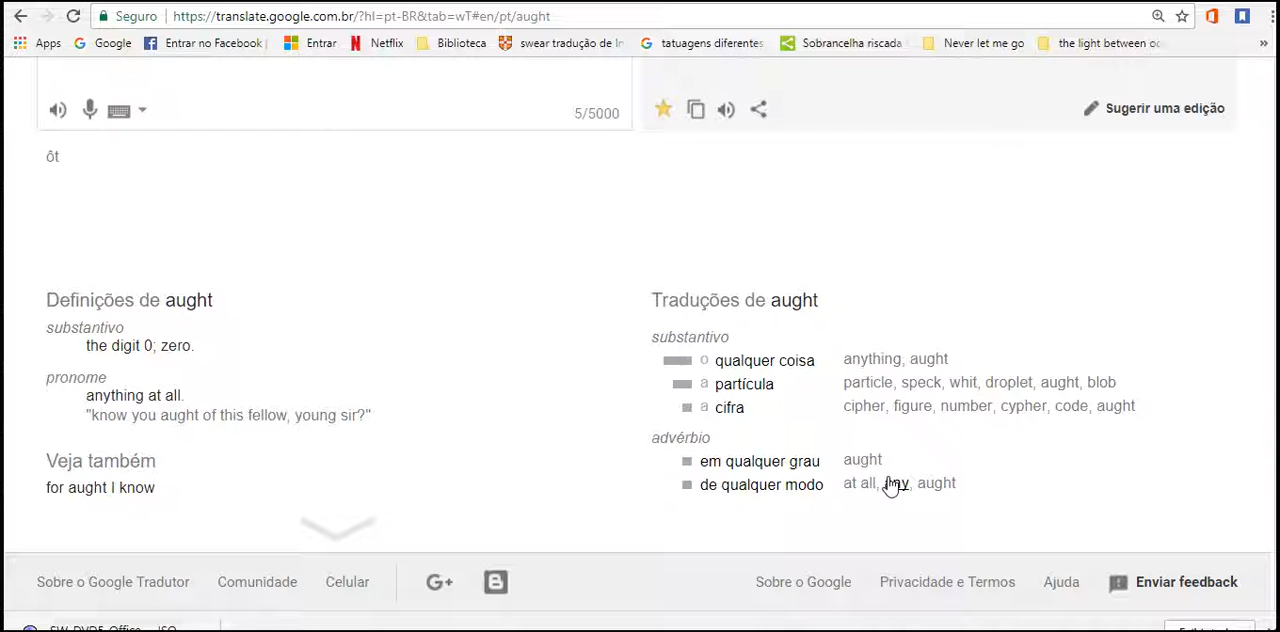 Seguro https://translate.google.com.br/?hl=pt-BR&tab=wT#en/pt/aught
Apps Google Entrar no Facebook Entrar Netflix Biblioteca swear tradução de In tatuagens diferentes Sobrancelha riscada Never let me go the light between oc »
5/5000
Sugerir uma edição
ôt
Definições de aught
substantivo
the digit 0; zero.
pronome
anything at all.
"know you aught of this fellow, young sir?"
Veja também
for aught I know
Traduções de aught
substantivo
o qualquer coisa anything, aught
a partícula particle, speck, whit, droplet, aught, blob
a cifra cipher, figure, number, cypher, code, aught
advérbio
em qualquer grau aught
de qualquer modo at all, any, aught
Sobre o Google Tradutor Comunidade Celular G+ B Sobre o Google Privacidade e Termos Ajuda Enviar feedback